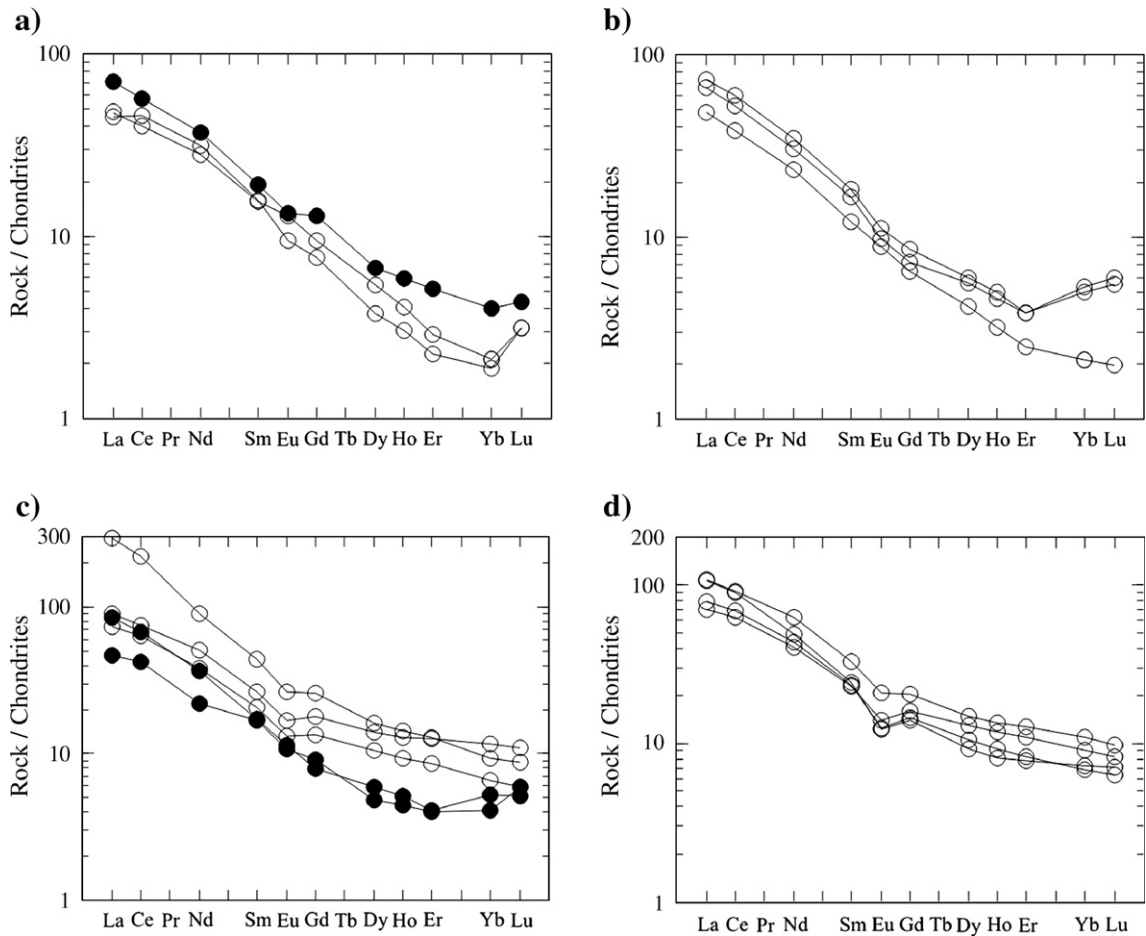 a)
100
10
1
Rock / Chondrites
La Ce Pr Nd Sm Eu Gd Tb Dy Ho Er Yb Lu
b)
100
10
1
Rock / Chondrites
La Ce Pr Nd Sm Eu Gd Tb Dy Ho Er Yb Lu
c)
300
100
10
1
Rock / Chondrites
La Ce Pr Nd Sm Eu Gd Tb Dy Ho Er Yb Lu
d)
200
100
10
1
Rock / Chondrites
La Ce Pr Nd Sm Eu Gd Tb Dy Ho Er Yb Lu